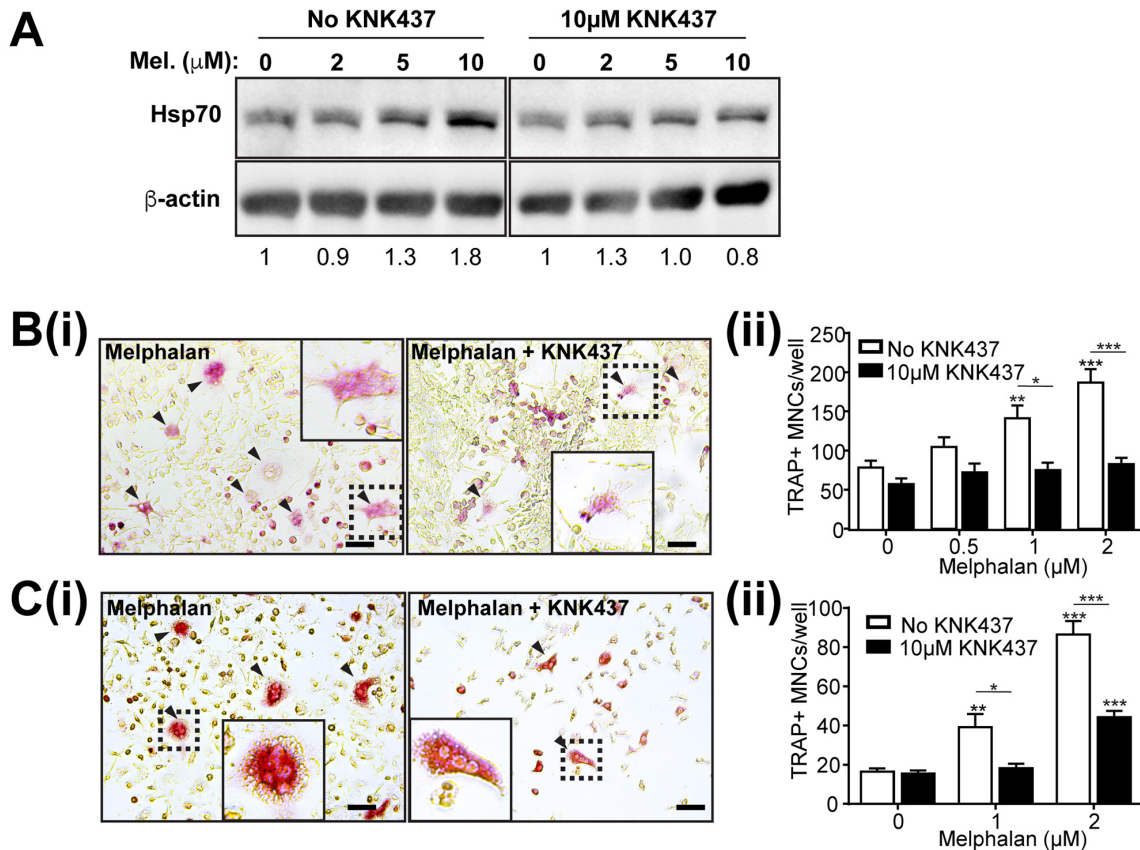 A
No KNK437 10µM KNK437
Mel. (µM): 0 2 5 10 0 2 5 10
Hsp70
β-actin
1 0.9 1.3 1.8 1 1.3 1.0 0.8
B(i)
Melphalan
Melphalan + KNK437
(ii)
TRAP+ MNCs/well
250
200
150
100
50
0
No KNK437
10µM KNK437
** * *** ***
0 0.5 1 2
Melphalan (µM)
C(i)
Melphalan
Melphalan + KNK437
(ii)
TRAP+ MNCs/well
100
80
60
40
20
0
No KNK437
10µM KNK437
** * *** *** ***
0 1 2
Melphalan (µM)